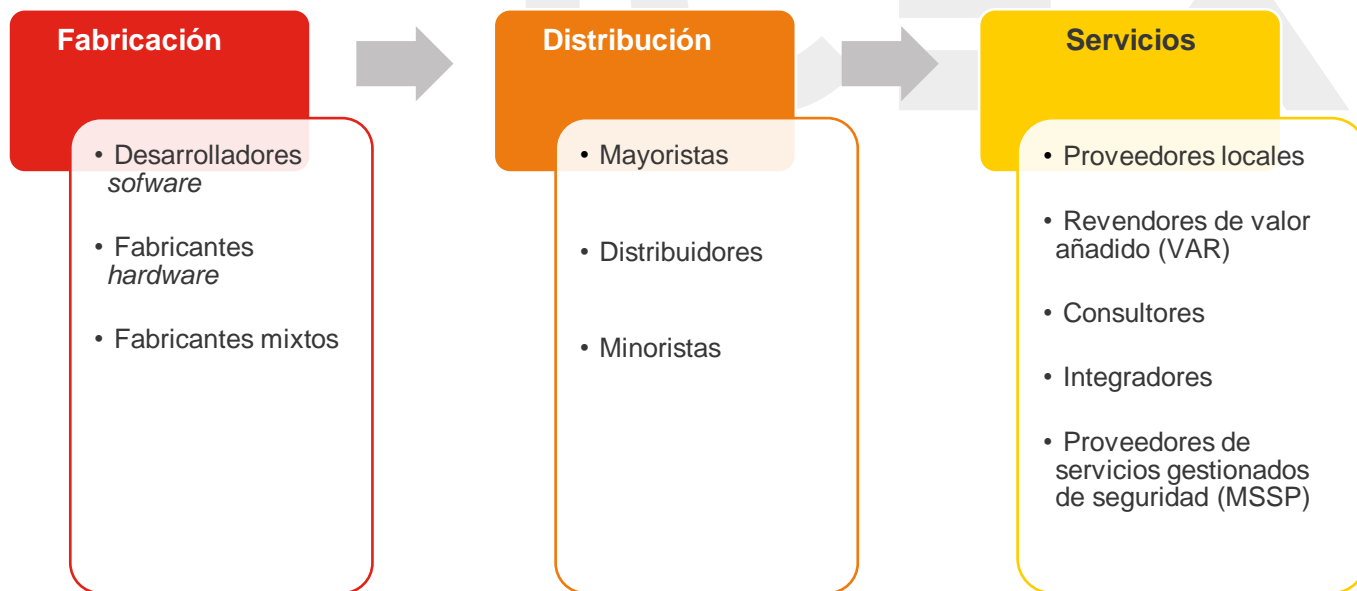 Fabricación
• Desarrolladores
sofware
• Fabricantes
hardware
• Fabricantes mixtos
Distribución
• Mayoristas
• Distribuidores
• Minoristas
Servicios
• Proveedores locales
• Revendores de valor
añadido (VAR)
• Consultores
• Integradores
• Proveedores de
servicios gestionados
de seguridad (MSSP)